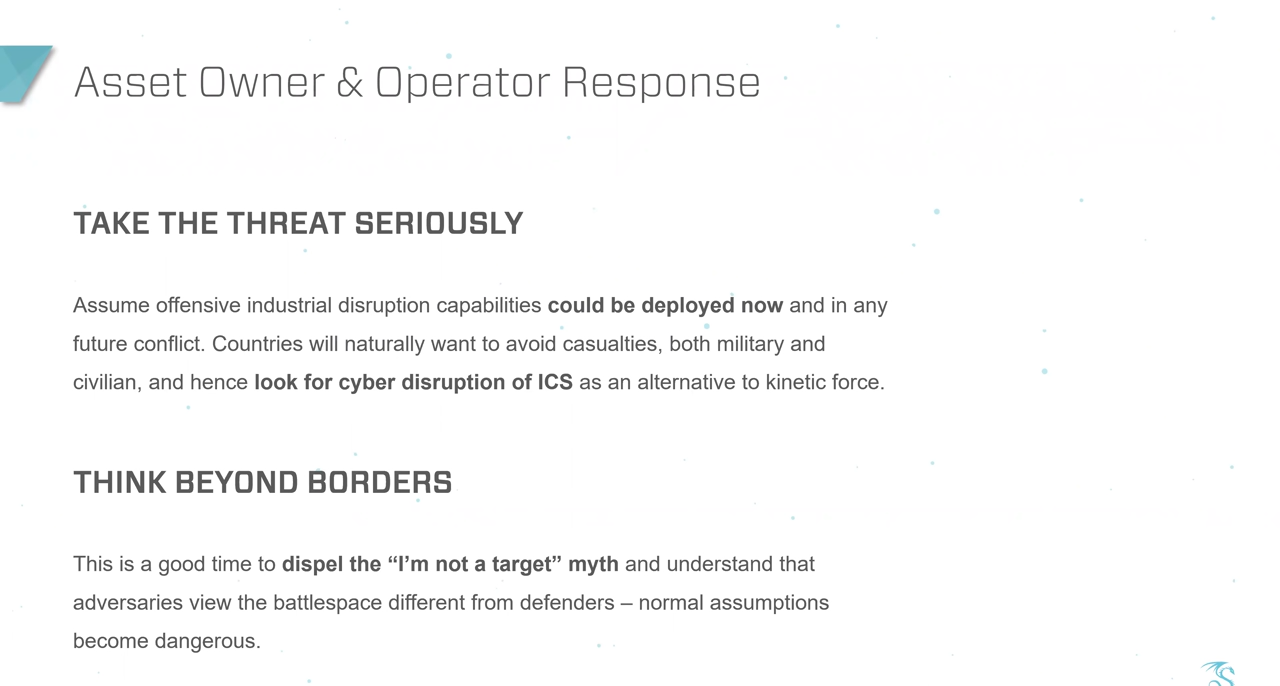 Asset Owner & Operator Response
TAKE THE THREAT SERIOUSLY
Assume offensive industrial disruption capabilities could be deployed now and in any
future conflict. Countries will naturally want to avoid casualties, both military and
civilian, and hence look for cyber disruption of ICS as an alternative to kinetic force.
THINK BEYOND BORDERS
This is a good time to dispel the “I’m not a target” myth and understand that
adversaries view the battlespace different from defenders – normal assumptions
become dangerous.